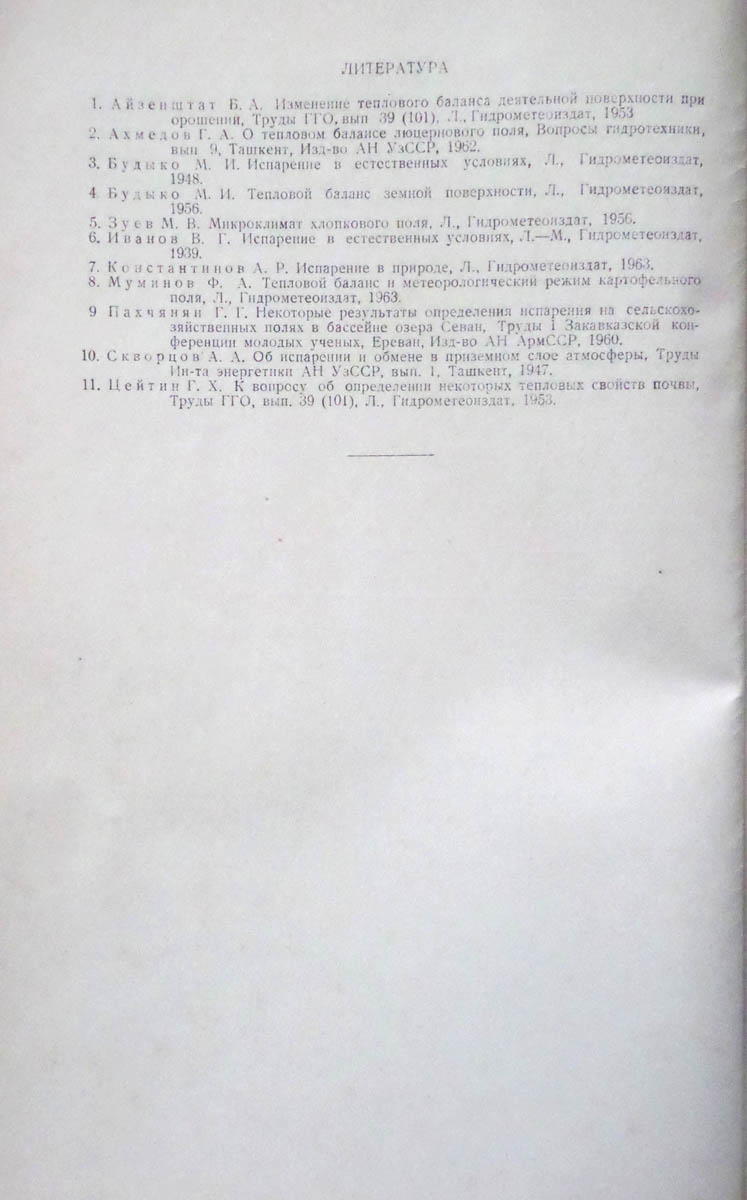 ЛИТЕРАТУРА
1. Айзенштат Б. А. Изменение теплового баланса деятельной поверхности при
орошении, Труды ГГО, вып 39 (101), Л., Гидрометеоиздат, 1953
2. Ахмедов Г. А. О тепловом балансе люцернового поля, Вопросы гидротехники,
вып 9, Ташкент, Изд-во АН УзССР, 1962.
3. Будыко М. И. Испарение в естественных условиях, Л., Гидрометеоиздат,
1948.
4 Будыко М. И. Тепловой баланс земной поверхности, Л., Гидрометеоиздат,
1956.
5. Зуев М. В. Микроклимат хлопкового поля, Л., Гидрометеоиздат, 1956.
6. Иванов В. Г. Испарение в естественных условиях, Л.—М., Гидрометеоиздат,
1939.
7. Константинов А. Р. Испарение в природе, Л., Гидрометеоиздат, 1963.
8. Муминов Ф. А. Тепловой баланс и метеорологический режим картофельного
поля, Л., Гидрометеоиздат, 1963.
9 Пахчянян Г. Г. Некоторые результаты определения испарения на сельскохо-
зяйственных полях в бассейне озера Севан, Труды I Закавказской кон-
ференции молодых ученых, Ереван, Изд-во АН АрмССР, 1960.
10. Скворцов А. А. Об испарении и обмене в приземном слое атмосферы, Труды
Ин-та энергетики АН УзССР, вып. 1, Ташкент, 1947.
11. Цейтин Г. Х. К вопросу об определении некоторых тепловых свойств почвы,
Труды ГГО, вып. 39 (101), Л., Гидрометеоиздат, 1953.